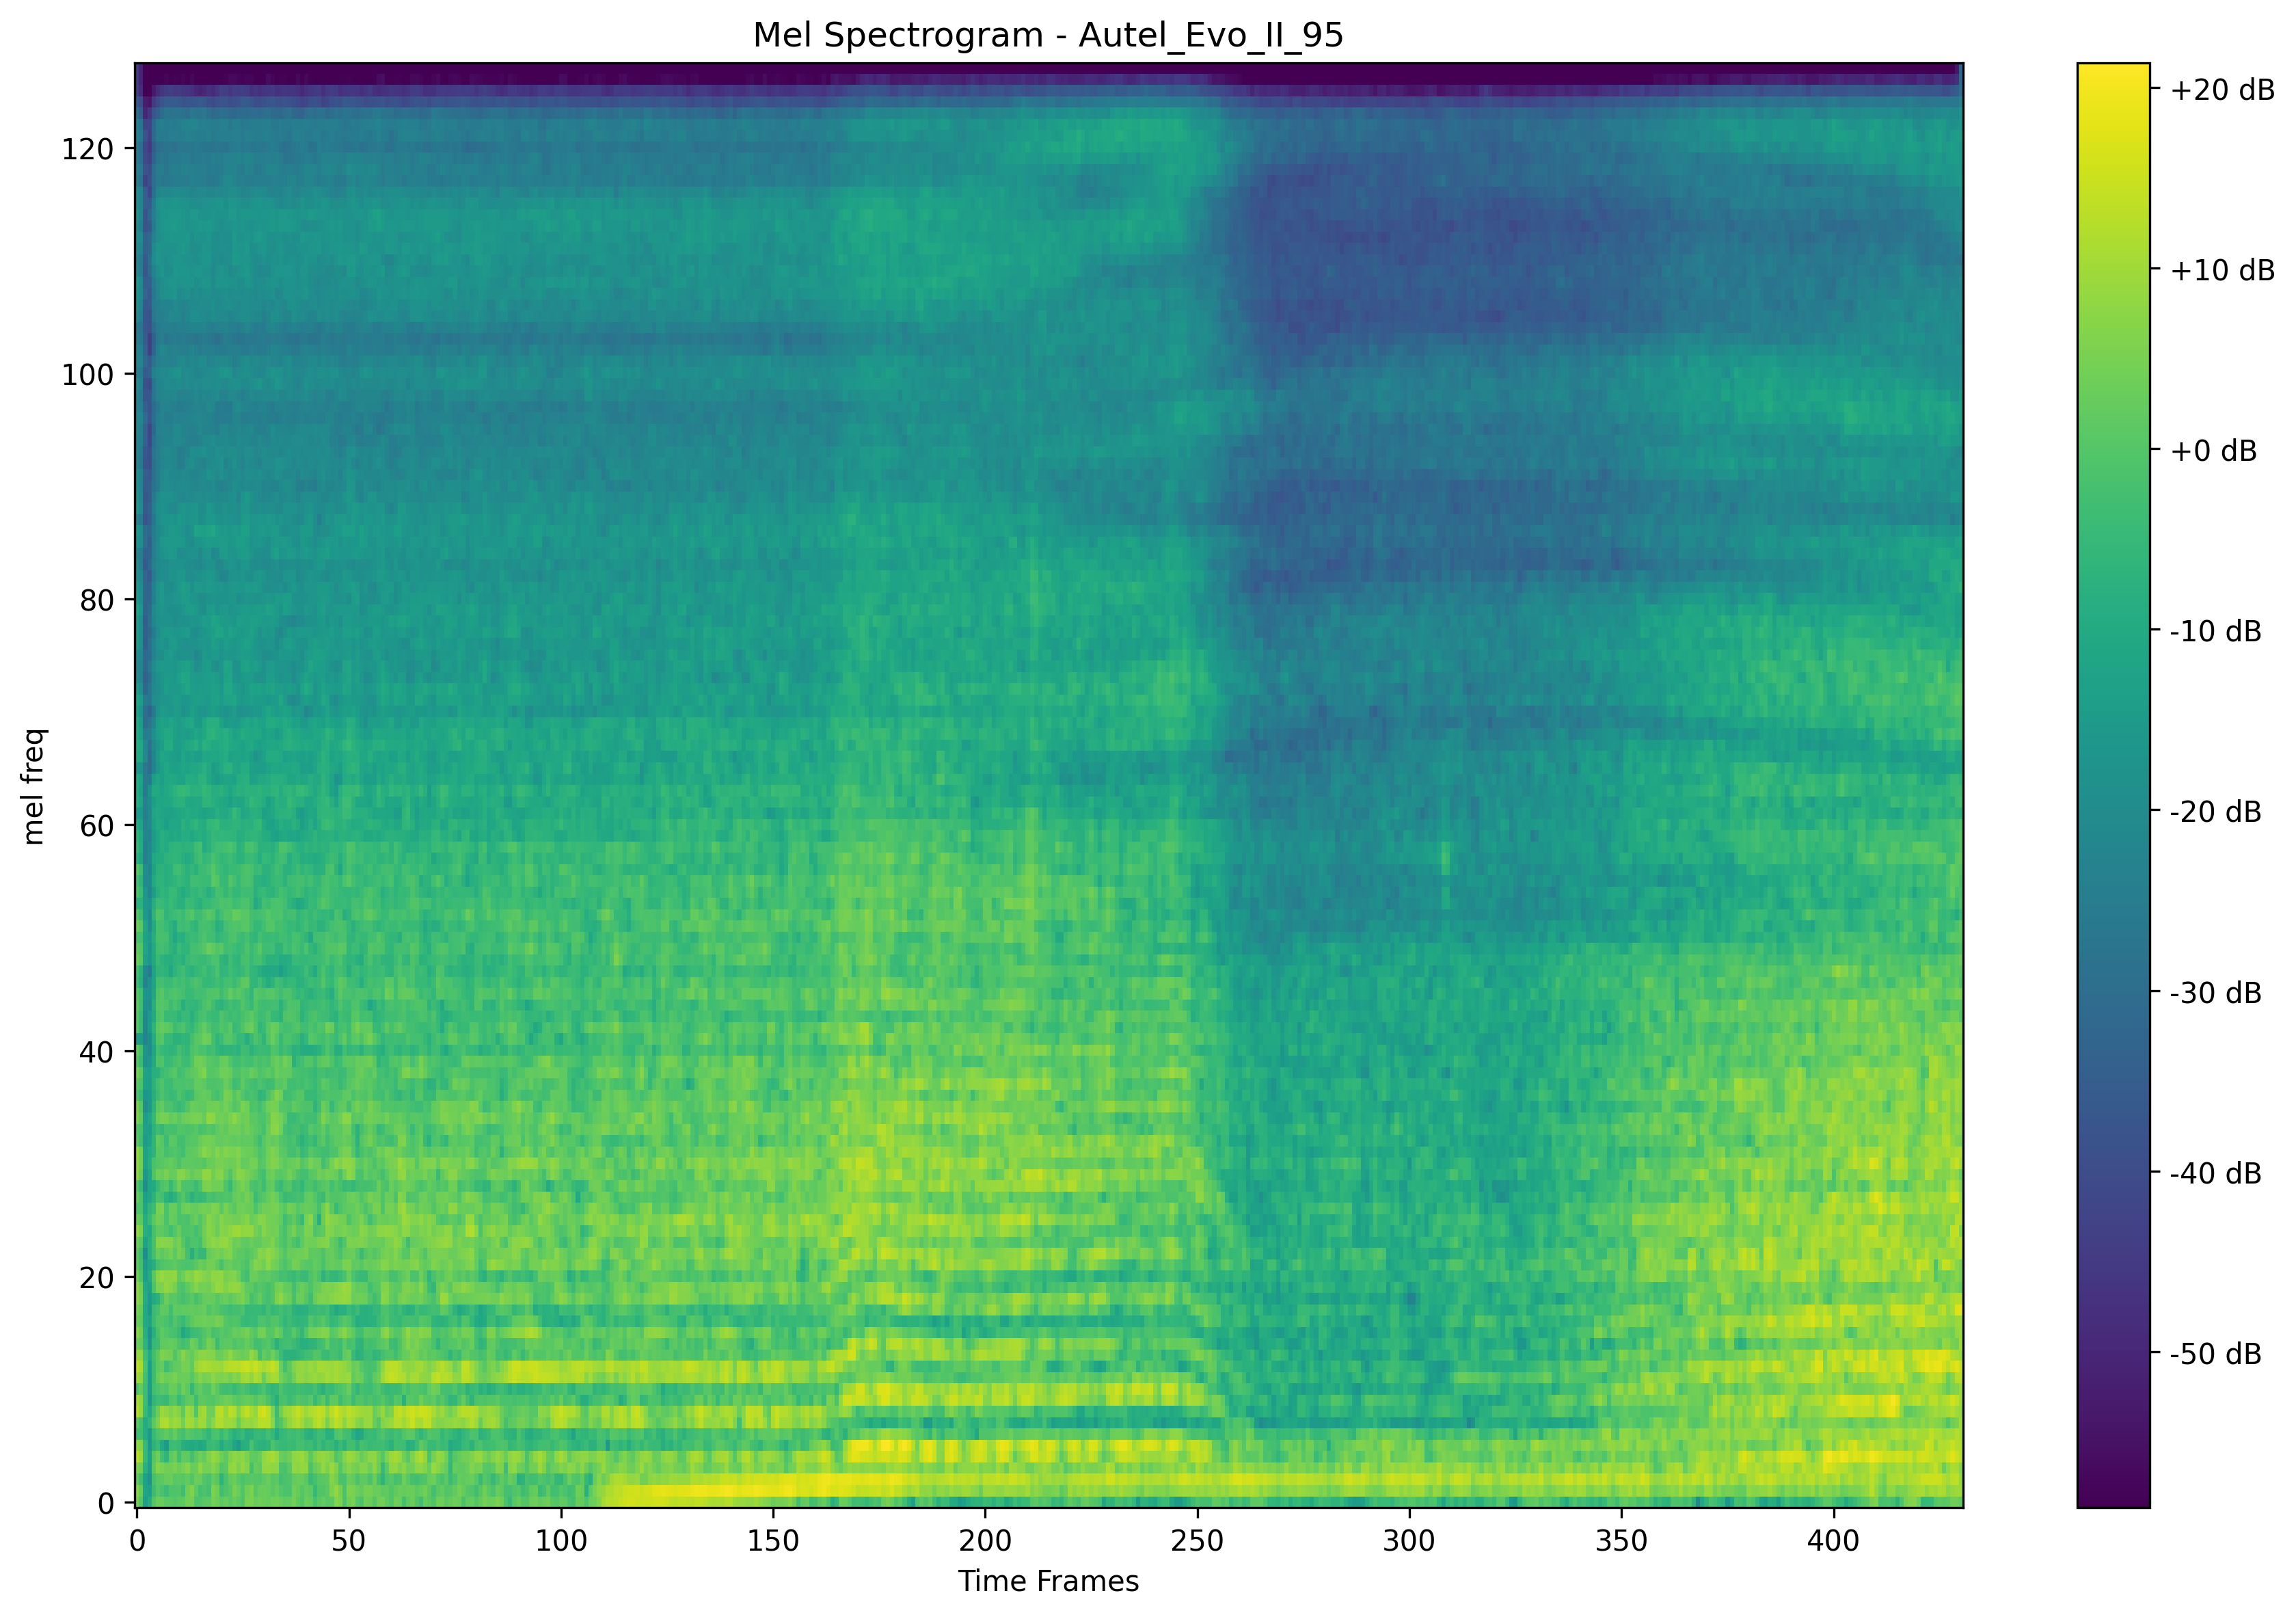 Mel Spectrogram - Autel_Evo_II_95
mel freq
120
100
80
60
40
20
0
0 50 100 150 200 250 300 350 400
Time Frames
+20 dB
+10 dB
+0 dB
-10 dB
-20 dB
-30 dB
-40 dB
-50 dB